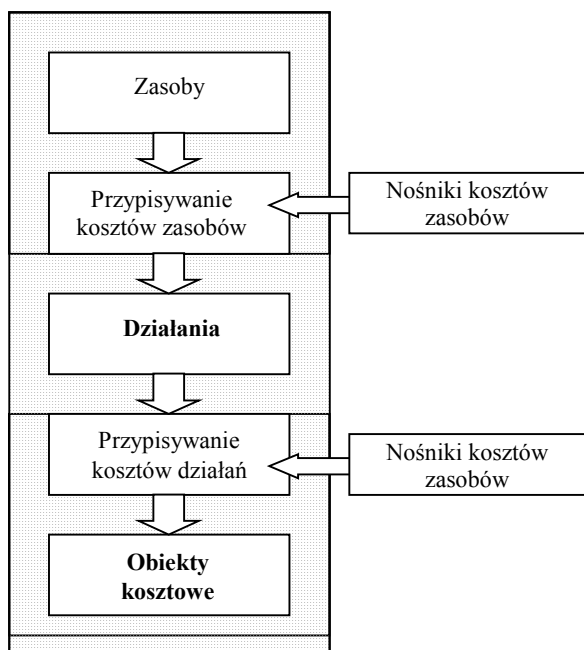 Zasoby
Przypisywanie
kosztów zasobów
Nośniki kosztów
zasobów
Działania
Przypisywanie
kosztów działań
Nośniki kosztów
zasobów
Obiekty
kosztowe